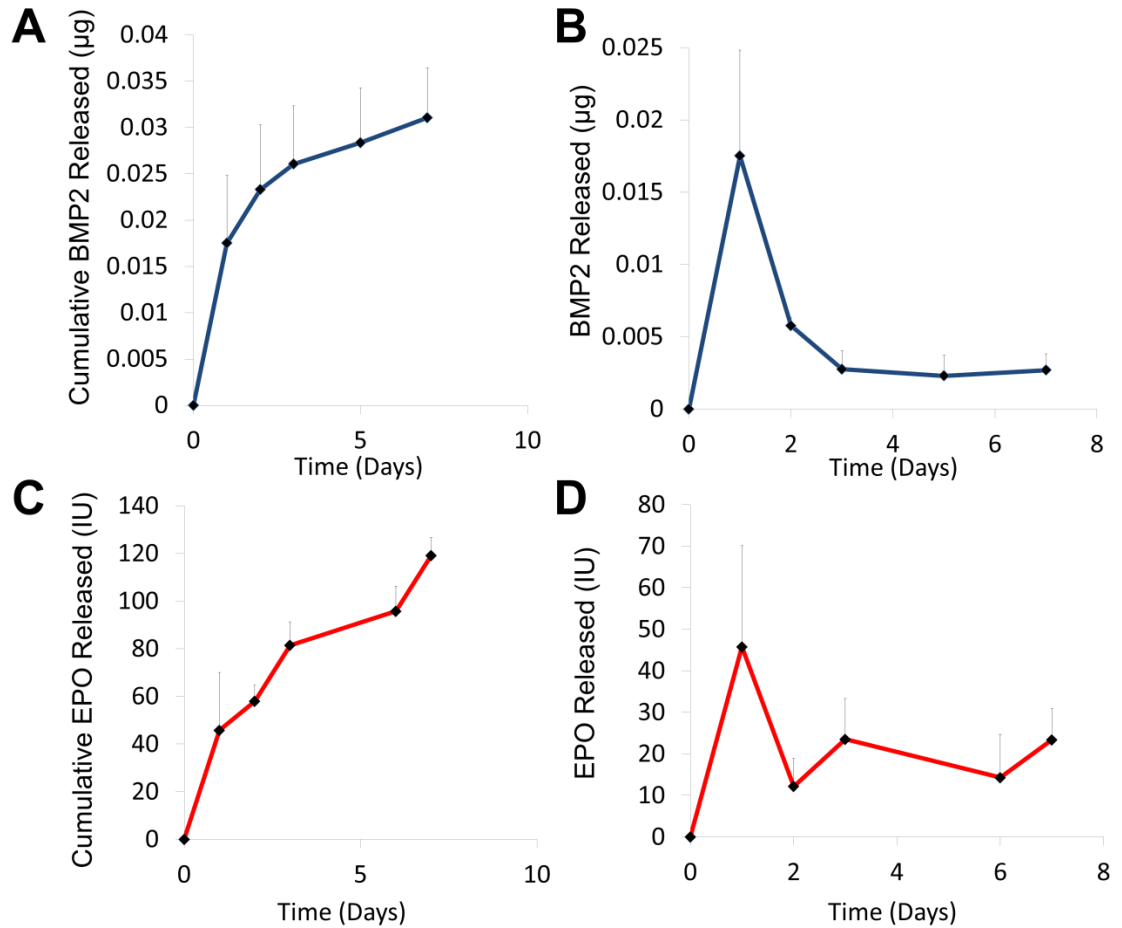 A
Cumulative BMP2 Released (µg)
0.04
0.035
0.03
0.025
0.02
0.015
0.01
0.005
0
0 5 10
Time (Days)
B
BMP2 Released (µg)
0.025
0.02
0.015
0.01
0.005
0
0 2 4 6 8
Time (Days)
C
Cumulative EPO Released (IU)
140
120
100
80
60
40
20
0
0 5 10
Time (Days)
D
EPO Released (IU)
80
70
60
50
40
30
20
10
0
0 2 4 6 8
Time (Days)